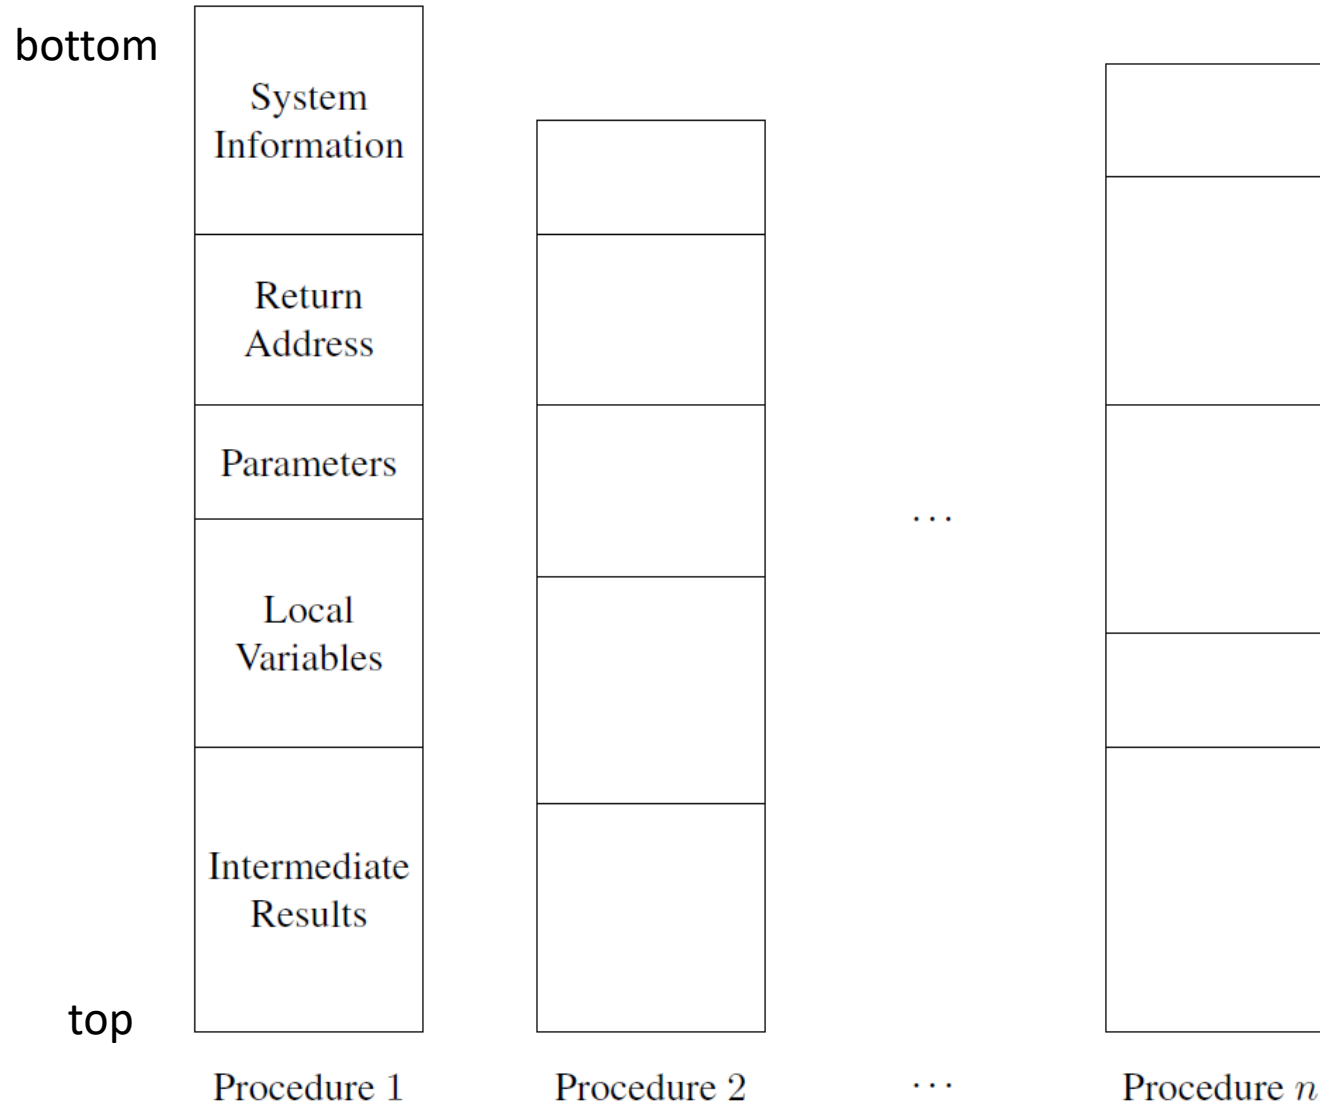 bottom
System
Information
Return
Address
Parameters
...
Local
Variables
Intermediate
Results
top
Procedure 1
Procedure 2
...
Procedure n